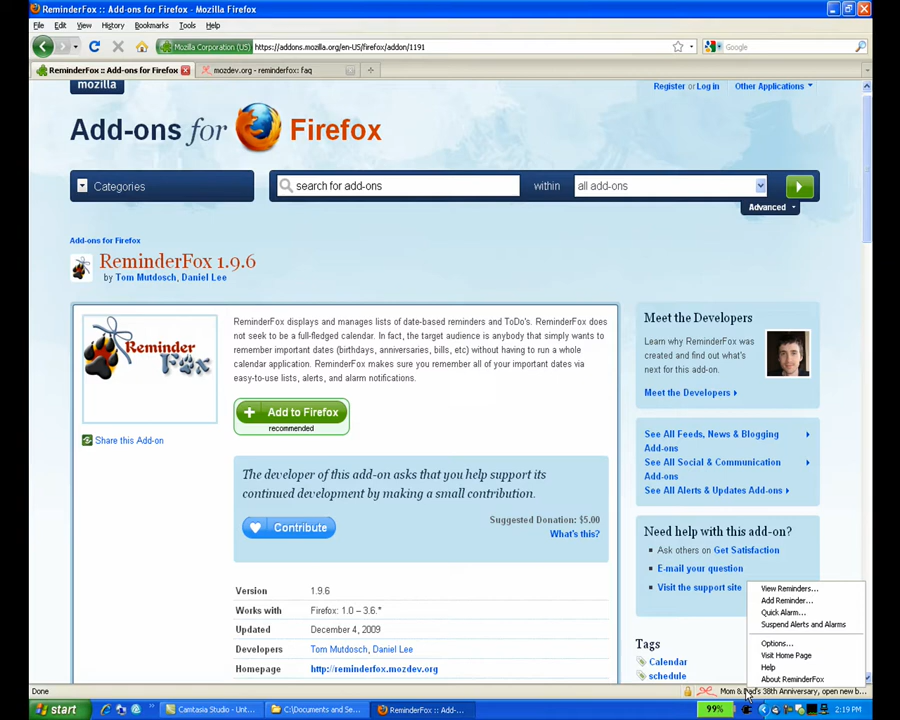 ReminderFox :: Add-ons for Firefox - Mozilla Firefox
File Edit View History Bookmarks Tools Help
Mozilla Corporation (US) https://addons.mozilla.org/en-US/firefox/addon/1191
Google
ReminderFox :: Add-ons for Firefox
mozdev.org - reminderfox: faq
mozilla
Register or Log in Other Applications
Add-ons for Firefox
Categories
search for add-ons within all add-ons
Advanced
Add-ons for Firefox
ReminderFox 1.9.6
by Tom Mutdosch, Daniel Lee
Reminder
Fox
Share this Add-on
ReminderFox displays and manages lists of date-based reminders and ToDo's. ReminderFox does
not seek to be a full-fledged calendar. In fact, the target audience is anybody that simply wants to
remember important dates (birthdays, anniversaries, bills, etc) without having to run a whole
calendar application. ReminderFox makes sure you remember all of your important dates via
easy-to-use lists, alerts, and alarm notifications.
Add to Firefox
recommended
The developer of this add-on asks that you help support its
continued development by making a small contribution.
Contribute
Suggested Donation: $5.00
What's this?
Version 1.9.6
Works with Firefox: 1.0 – 3.6.*
Updated December 4, 2009
Developers Tom Mutdosch, Daniel Lee
Homepage http://reminderfox.mozdev.org
Meet the Developers
Learn why ReminderFox was
created and find out what's
next for this add-on.
Meet the Developers
See All Feeds, News & Blogging
Add-ons
See All Social & Communication
Add-ons
See All Alerts & Updates Add-ons
Need help with this add-on?
Ask others on Get Satisfaction
E-mail your question
Visit the support site
Tags
Calendar
schedule
View Reminders...
Add Reminder...
Quick Alarm...
Suspend Alerts and Alarms
Options...
Visit Home Page
Help
About ReminderFox
Done
Mom & Dad's 38th Anniversary, open new b...
start
Camtasia Studio - Unt...
C:\Documents and Se...
ReminderFox :: Add-...
99%
2:19 PM